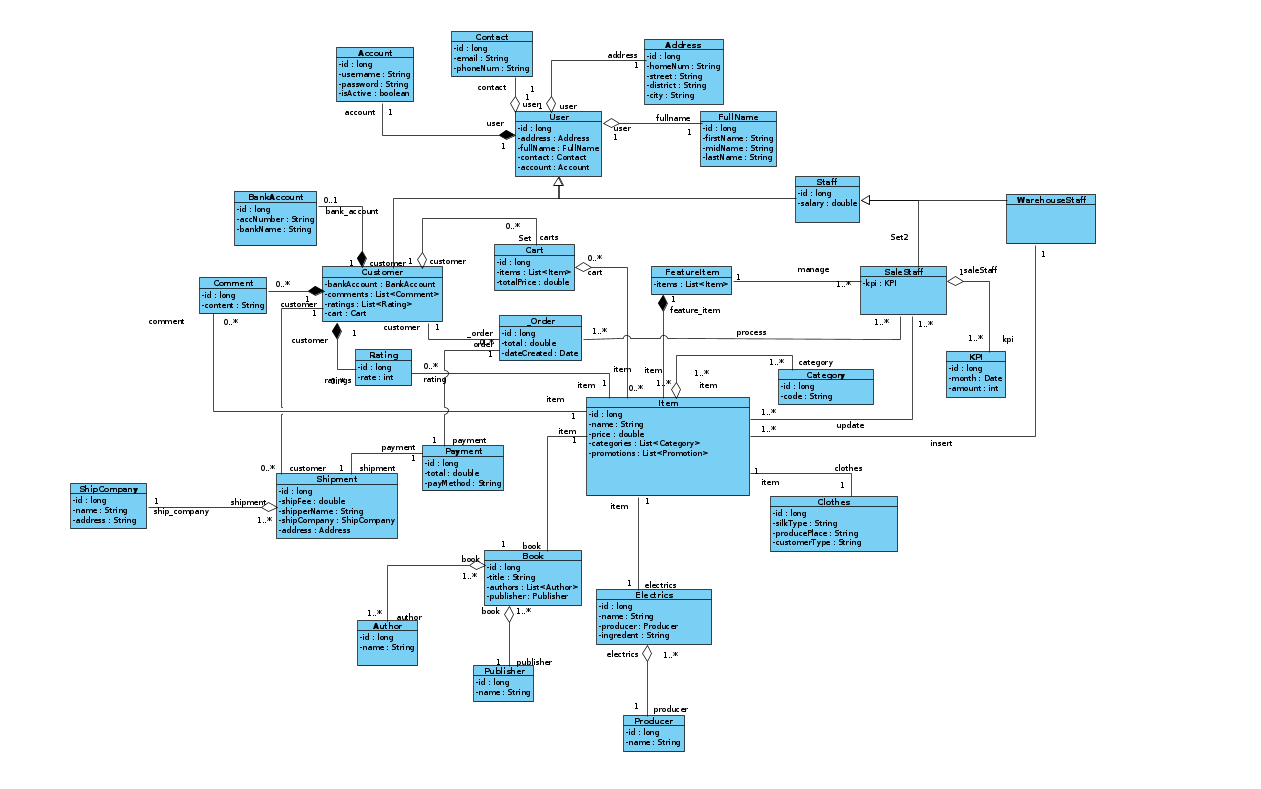 Contact
-id : long
-email : String
-phoneNum : String
Account
-id : long
-username : String
-password : String
-isActive : boolean
Address
-id : long
-homeNum : String
-street : String
-district : String
-city : String
address
1
contact
1
1
user
1
user
account
1
user
1
User
-id : long
-address : Address
-fullName : FullName
-contact : Contact
-account : Account
fullname
user
1
1
FullName
-id : long
-firstName : String
-midName : String
-lastName : String
Staff
-id : long
-salary : double
WarehouseStaff
1
BankAccount
-id : long
-accNumber : String
-bankName : String
0..1
bank_account
1
customer
customer
0..*
Set
carts
Set2
Cart
-id : long
-items : List<Item>
-totalPrice : double
0..*
cart
Customer
-bankAccount : BankAccount
-comments : List<Comment>
-ratings : List<Rating>
-cart : Cart
Comment
-id : long
-content : String
0..*
1
customer
1
0..*
comment
FeatureItem
-items : List<Item>
1
manage
1..*
1
feature_item
SaleStaff
-kpi : KPI
1
saleStaff
1..*
1..*
1..*
kpi
KPI
-id : long
-month : Date
-amount : int
customer
1
customer
1
_order
0..*
order
1
_Order
-id : long
-total : double
-dateCreated : Date
1..*
process
Rating
-id : long
-rate : int
ratings
0..*
0..*
rating
item
1
item
item
0..*
1..*
1..*
item
1..*
category
Category
-id : long
-code : String
Item
-id : long
-name : String
-price : double
-categories : List<Category>
-promotions : List<Promotion>
item
1
item
1
1..*
update
1..*
insert
1
item
clothes
1
Clothes
-id : long
-silkType : String
-producePlace : String
-customerType : String
1
payment
payment
1
Payment
-id : long
-total : double
-payMethod : String
0..*
customer
1
shipment
Shipment
-id : long
-shipFee : double
-shipperName : String
-shipCompany : ShipCompany
-address : Address
ShipCompany
-id : long
-name : String
-address : String
1
ship_company
shipment
1..*
item
1
1
book
Book
-id : long
-title : String
-authors : List<Author>
-publisher : Publisher
book
1..*
1..*
author
Author
-id : long
-name : String
book
1..*
1
publisher
Publisher
-id : long
-name : String
1
electrics
Electrics
-id : long
-name : String
-producer : Producer
-ingredent : String
electrics
1..*
1
producer
Producer
-id : long
-name : String